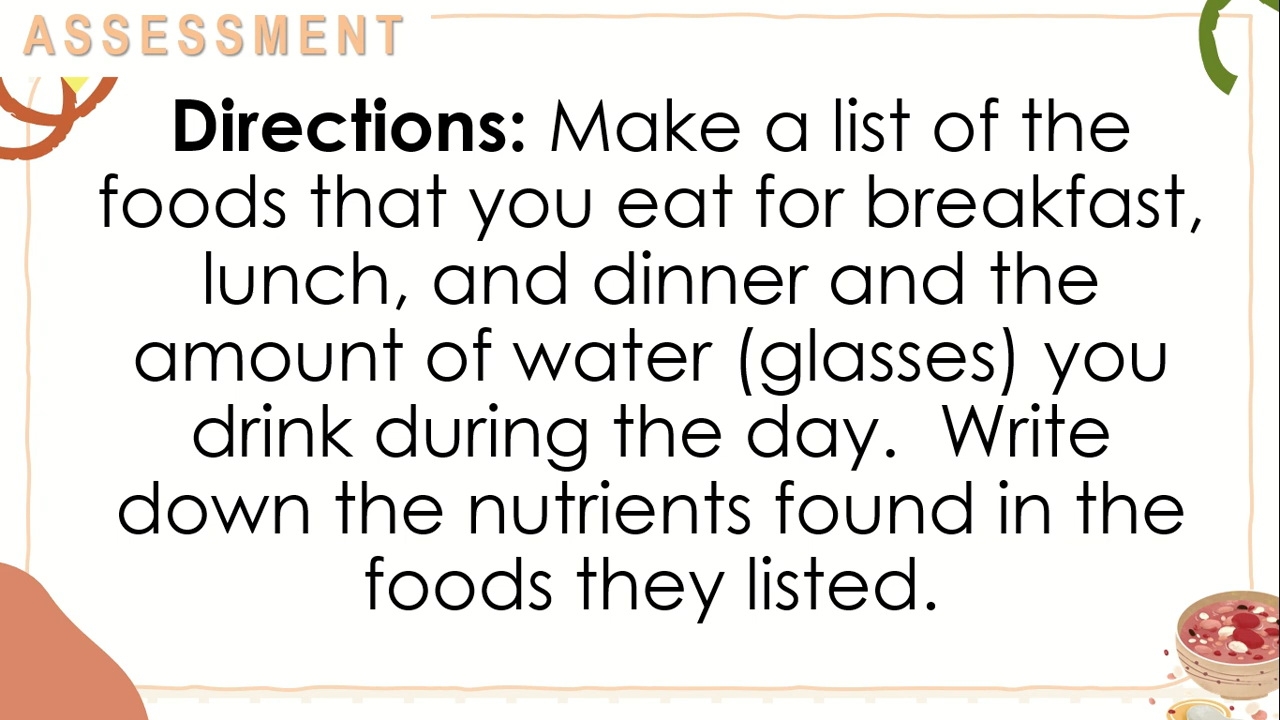 ASSESSMENT
Directions: Make a list of the
foods that you eat for breakfast,
lunch, and dinner and the
amount of water (glasses) you
drink during the day.  Write
down the nutrients found in the
foods they listed.